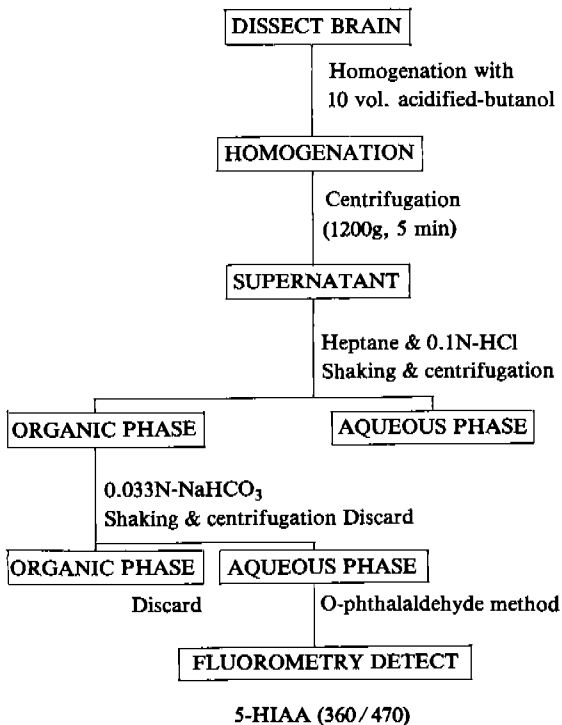 DISSECT BRAIN
Homogenation with
10 vol. acidified-butanol
HOMOGENATION
Centrifugation
(1200g, 5 min)
SUPERNATANT
Heptane & 0.1N-HCl
Shaking & centrifugation
ORGANIC PHASE AQUEOUS PHASE
0.033N-NaHCO₃
Shaking & centrifugation Discard
ORGANIC PHASE AQUEOUS PHASE
Discard O-phthalaldehyde method
FLUOROMETRY DETECT
5-HIAA (360/470)